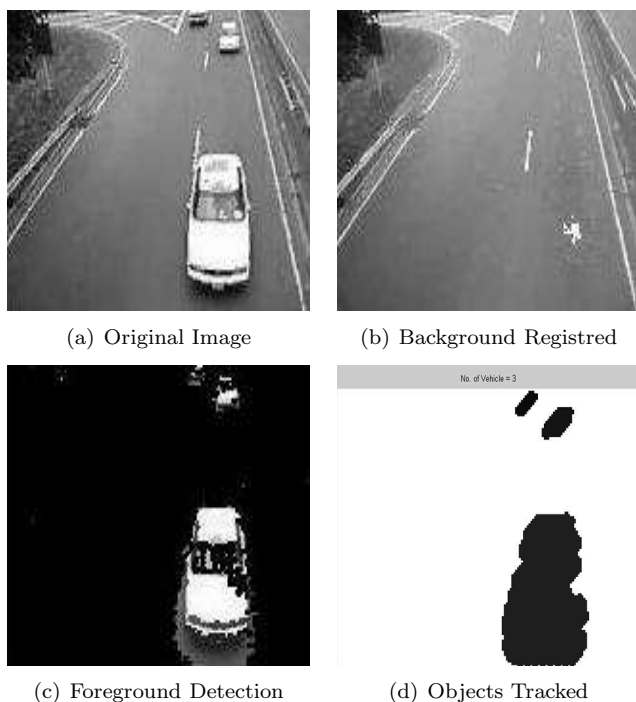 (a) Original Image
(b) Background Registred
No. of Vehicle = 3
(c) Foreground Detection
(d) Objects Tracked